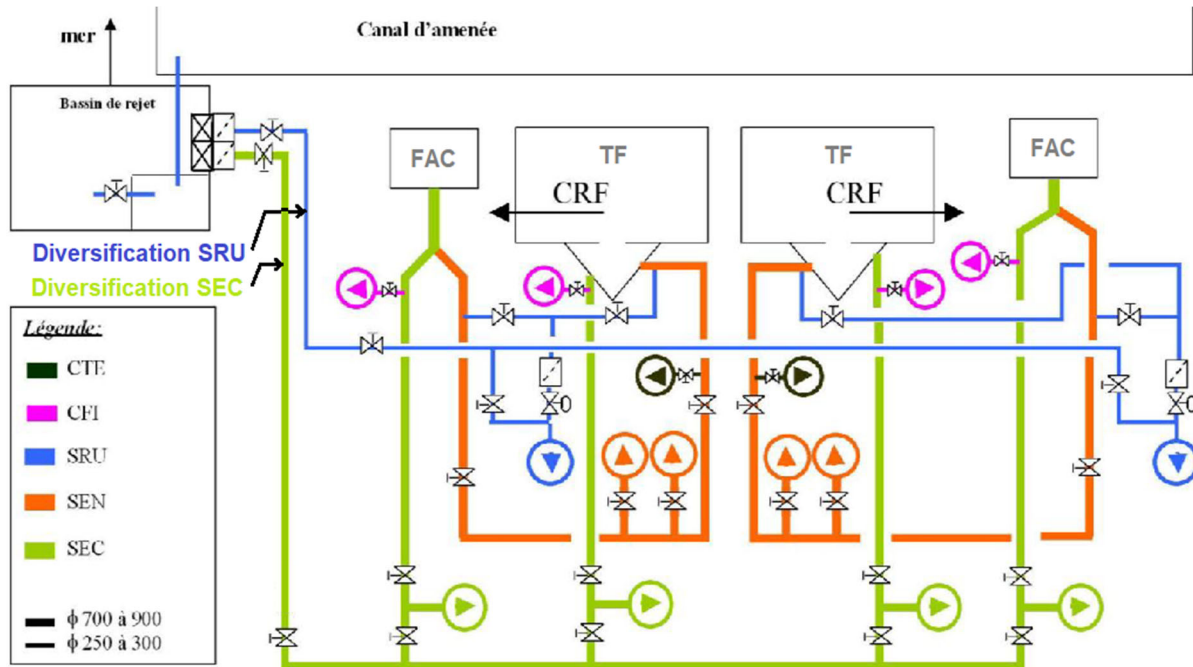 Canal d'amenée
mer
Bassin de rejet
FAC
TF
TF
FAC
CRF
CRF
Diversification SRU
Diversification SEC
Légende:
CTE
CFI
SRU
SEN
SEC
ϕ 700 à 900
ϕ 250 à 300